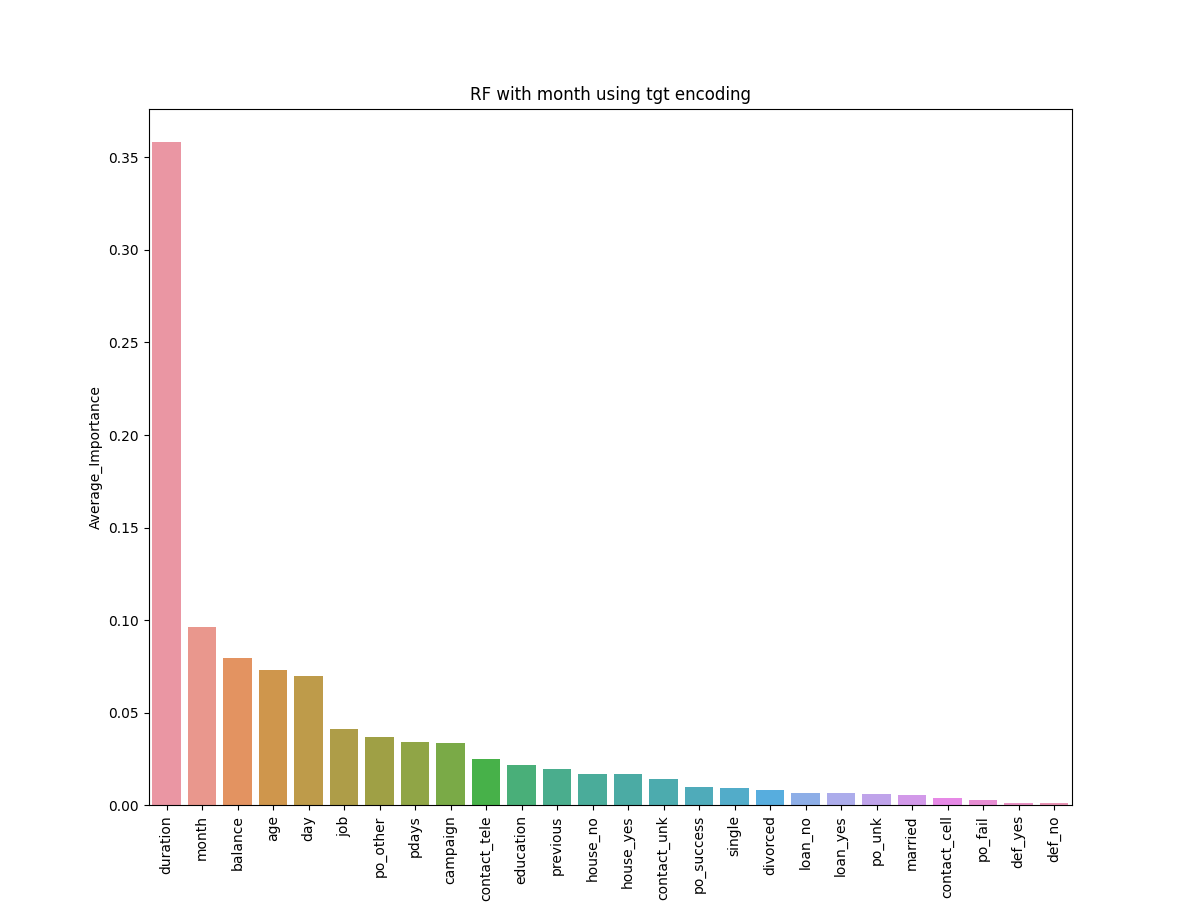 RF with month using tgt encoding
Average_Importance
0.35
0.30
0.25
0.20
0.15
0.10
0.05
0.00
duration
month
balance
age
day
job
po_other
pdays
campaign
contact_tele
education
previous
house_no
house_yes
contact_unk
po_success
single
divorced
loan_no
loan_yes
po_unk
married
contact_cell
po_fail
def_yes
def_no